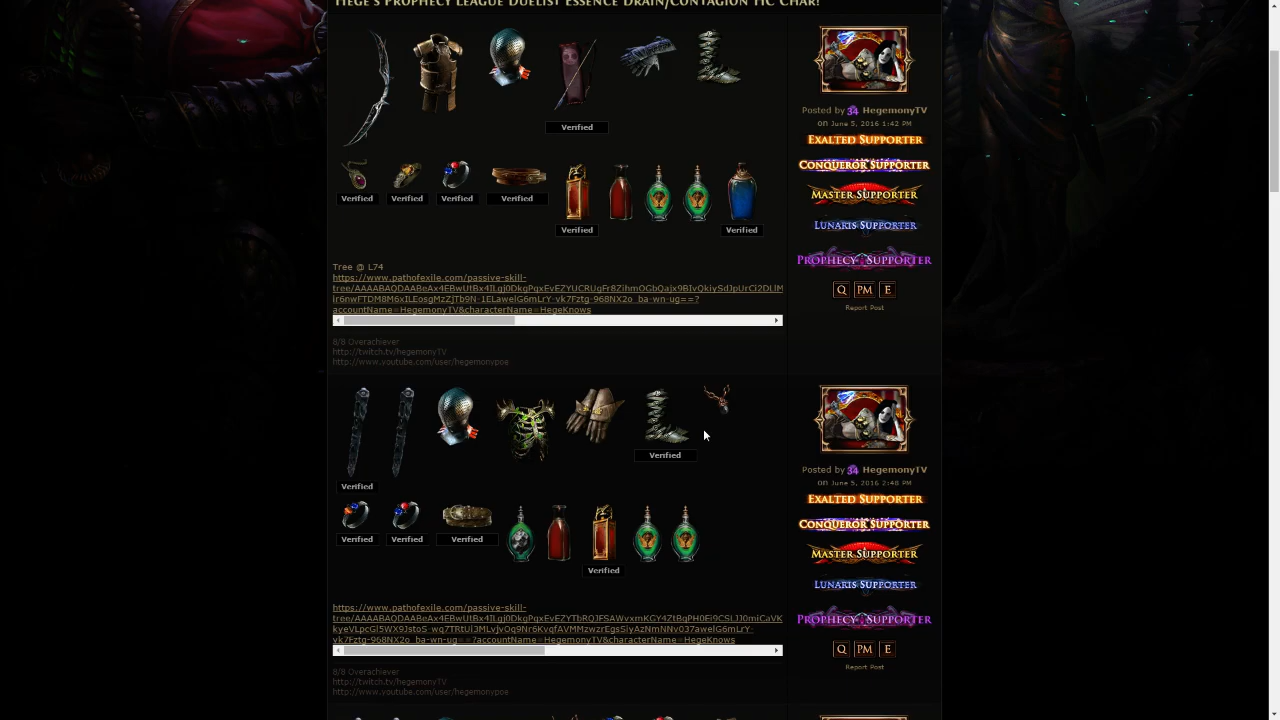 Hege's Prophecy League Duelist Essence Drain/Contagion HC Char!
Verified
Verified
Verified
Verified
Verified
Verified
Verified
Tree @ L74
https://www.pathofexile.com/passive-skill-
accountName=HegemonyTV&characterName=HegeKnows
8/8 Overachiever
http://twitch.tv/hegemonyTV
http://www.youtube.com/user/hegemonypoe
Posted by 34 HegemonyTV
on June 5, 2016 1:42 PM
Exalted Supporter
Conqueror Supporter
Master Supporter
Lunaris Supporter
Prophecy Supporter
Q PM E
Report Post
Verified
Verified
Verified
Verified
Verified
Verified
https://www.pathofexile.com/passive-skill-
8/8 Overachiever
http://twitch.tv/hegemonyTV
http://www.youtube.com/user/hegemonypoe
Posted by 34 HegemonyTV
on June 5, 2016 2:48 PM
Exalted Supporter
Conqueror Supporter
Master Supporter
Lunaris Supporter
Prophecy Supporter
Q PM E
Report Post